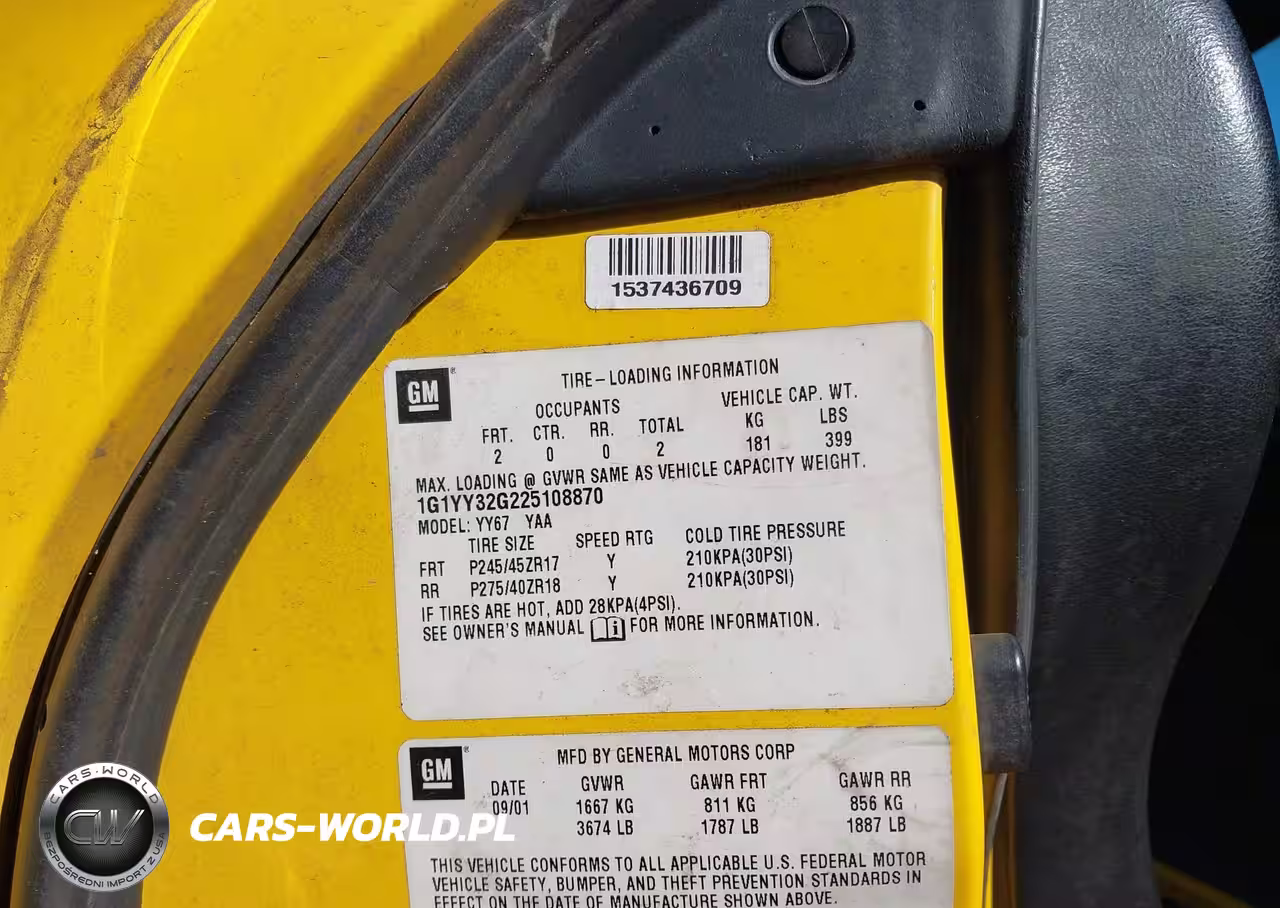 1537436709
GM
TIRE-LOADING INFORMATION
OCCUPANTS VEHICLE CAP. WT.
FRT. CTR. RR. TOTAL KG LBS
2 0 0 2 181 399
MAX. LOADING @ GVWR SAME AS VEHICLE CAPACITY WEIGHT.
1G1YY32G225108870
MODEL: YY67 YAA
TIRE SIZE SPEED RTG COLD TIRE PRESSURE
FRT P245/45ZR17 Y 210KPA(30PSI)
RR P275/40ZR18 Y 210KPA(30PSI)
IF TIRES ARE HOT, ADD 28KPA(4PSI).
SEE OWNER'S MANUAL FOR MORE INFORMATION.
GM
MFD BY GENERAL MOTORS CORP
DATE GVWR GAWR FRT GAWR RR
09/01 1667 KG 811 KG 856 KG
3674 LB 1787 LB 1887 LB
THIS VEHICLE CONFORMS TO ALL APPLICABLE U.S. FEDERAL MOTOR
VEHICLE SAFETY, BUMPER, AND THEFT PREVENTION STANDARDS IN
EFFECT ON THE DATE OF MANUFACTURE SHOWN ABOVE.
CARS-WORLD
CW
BEZPOŚREDNI IMPORT Z USA
CARS-WORLD.PL